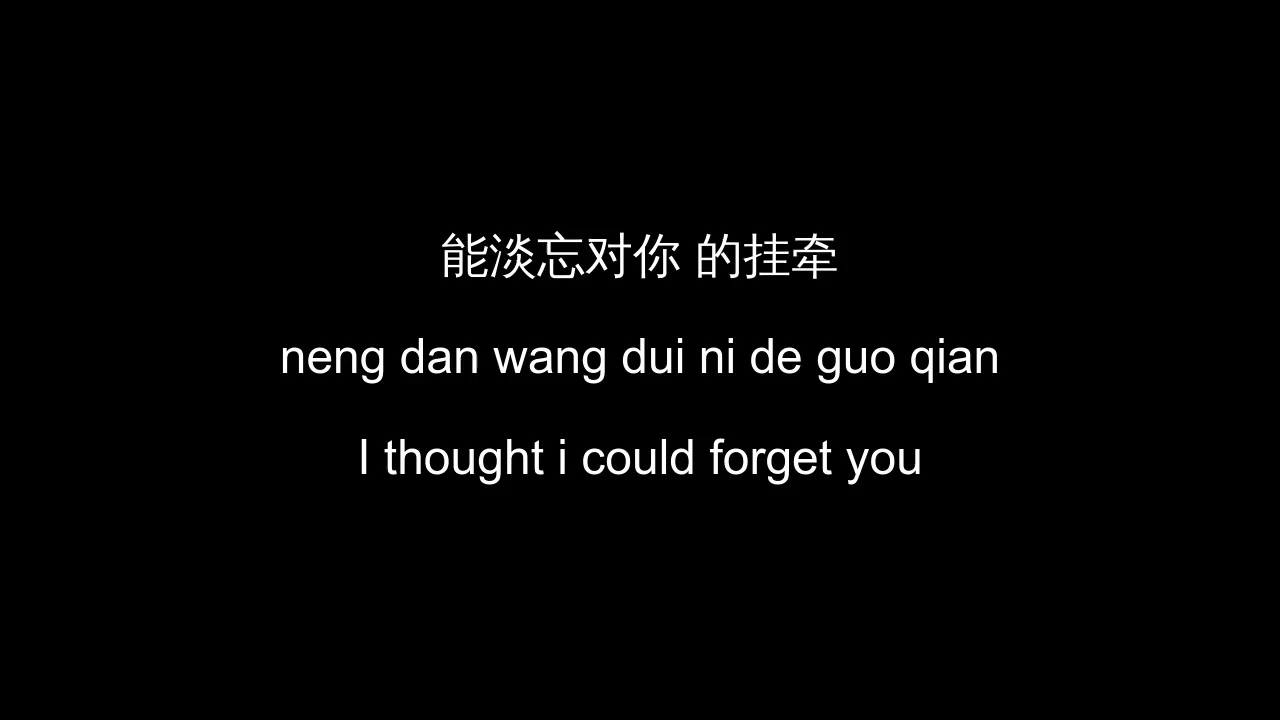 能淡忘对你 的挂牵
neng dan wang dui ni de guo qian
I thought i could forget you